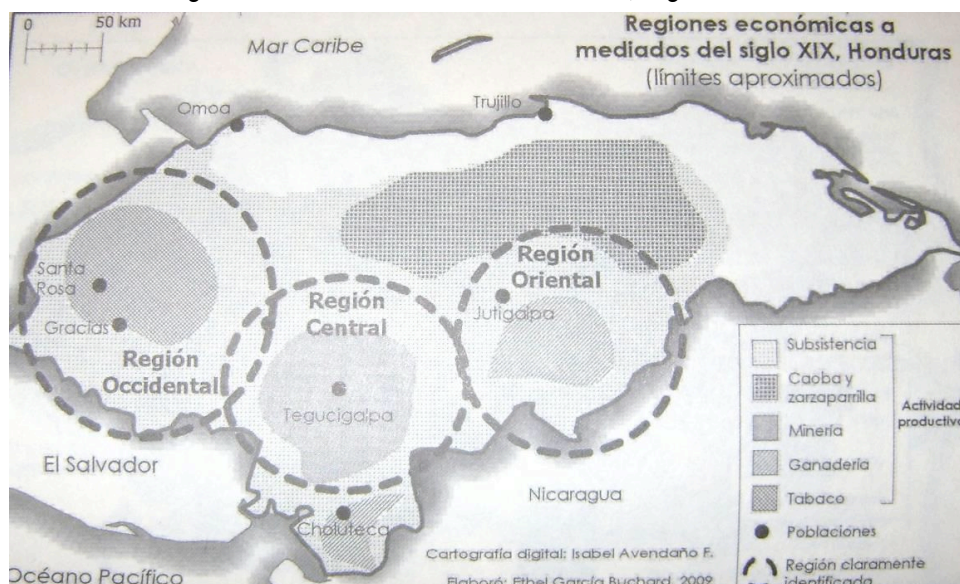 0 50 km
Mar Caribe
Regiones económicas a
mediados del siglo XIX, Honduras
(límites aproximados)
Omoa
Trujillo
Santa
Rosa
Gracias
Región
Occidental
Región
Central
Tegucigalpa
Región
Oriental
Jutigalpa
El Salvador
Choluteca
Nicaragua
Océano Pacífico
Subsistencia
Caoba y
zarzaparrilla
Minería
Ganadería
Tabaco
Actividad
productiva
Poblaciones
Región claramente
identificada
Cartografía digital: Isabel Avendaño F.
Elaboró: Ethel García Buchard, 2009